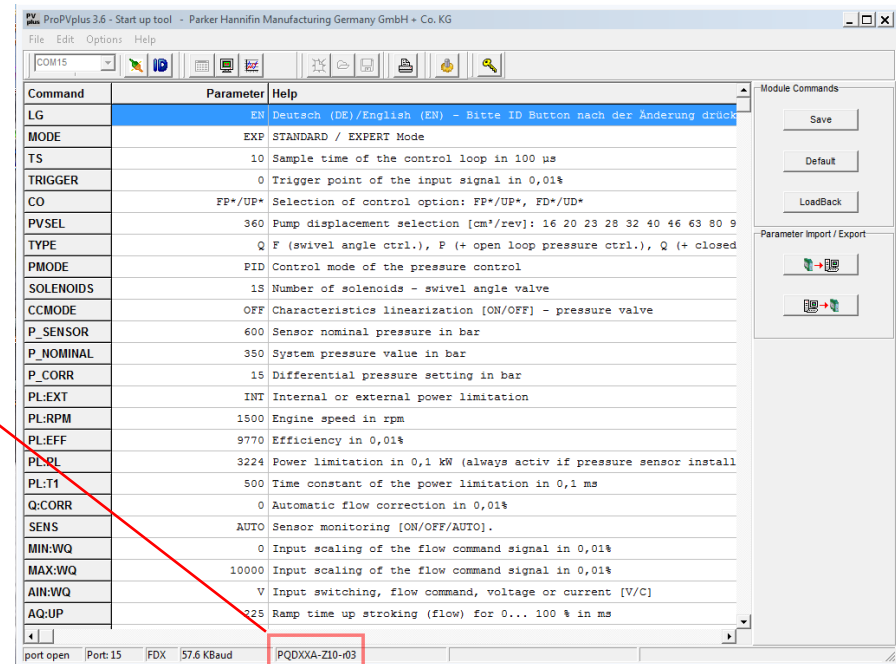 PV plus ProPVplus 3.6 - Start up tool - Parker Hannifin Manufacturing Germany GmbH + Co. KG
File Edit Options Help
COM15
Command Parameter Help
LG EN Deutsch (DE)/English (EN) - Bitte ID Button nach der Änderung drück
MODE EXP STANDARD / EXPERT Mode
TS 10 Sample time of the control loop in 100 µs
TRIGGER 0 Trigger point of the input signal in 0,01%
CO FP*/UP* Selection of control option: FP*/UP*, FD*/UD*
PVSEL 360 Pump displacement selection [cm³/rev]: 16 20 23 28 32 40 46 63 80 9
TYPE Q F (swivel angle ctrl.), P (+ open loop pressure ctrl.), Q (+ closed
PMODE PID Control mode of the pressure control
SOLENOIDS 1S Number of solenoids - swivel angle valve
CCMODE OFF Characteristics linearization [ON/OFF] - pressure valve
P_SENSOR 600 Sensor nominal pressure in bar
P_NOMINAL 350 System pressure value in bar
P_CORR 15 Differential pressure setting in bar
PL:EXT INT Internal or external power limitation
PL:RPM 1500 Engine speed in rpm
PL:EFF 9770 Efficiency in 0,01%
PL:PL 3224 Power limitation in 0,1 kW (always activ if pressure sensor install
PL:T1 500 Time constant of the power limitation in 0,1 ms
Q:CORR 0 Automatic flow correction in 0,01%
SENS AUTO Sensor monitoring [ON/OFF/AUTO].
MIN:WQ 0 Input scaling of the flow command signal in 0,01%
MAX:WQ 10000 Input scaling of the flow command signal in 0,01%
AIN:WQ V Input switching, flow command, voltage or current [V/C]
AQ:UP 225 Ramp time up stroking (flow) for 0... 100 % in ms
Module Commands
Save
Default
LoadBack
Parameter Import / Export
port open Port: 15 FDX 57.6 KBaud PQDXXA-Z10-r03